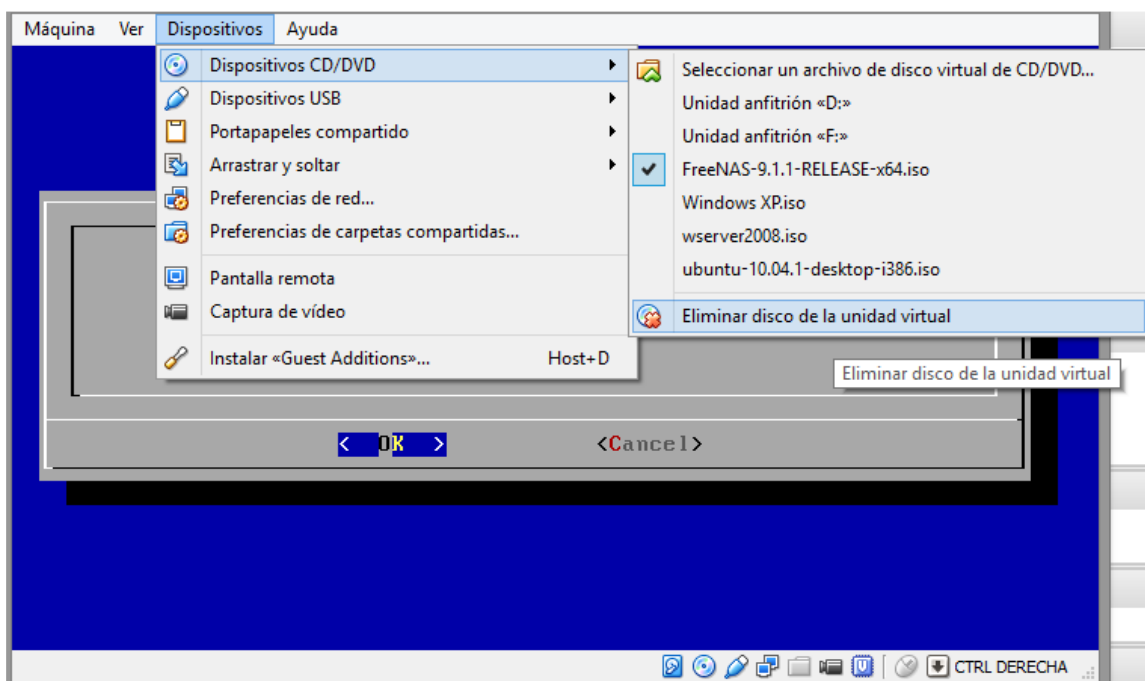 Máquina Ver Dispositivos Ayuda
Dispositivos CD/DVD
Dispositivos USB
Portapapeles compartido
Arrastrar y soltar
Preferencias de red...
Preferencias de carpetas compartidas...
Pantalla remota
Captura de vídeo
Instalar «Guest Additions»... Host+D
Seleccionar un archivo de disco virtual de CD/DVD...
Unidad anfitrión «D:»
Unidad anfitrión «F:»
FreeNAS-9.1.1-RELEASE-x64.iso
Windows XP.iso
wserver2008.iso
ubuntu-10.04.1-desktop-i386.iso
Eliminar disco de la unidad virtual
Eliminar disco de la unidad virtual
< OK > <Cancel>
CTRL DERECHA